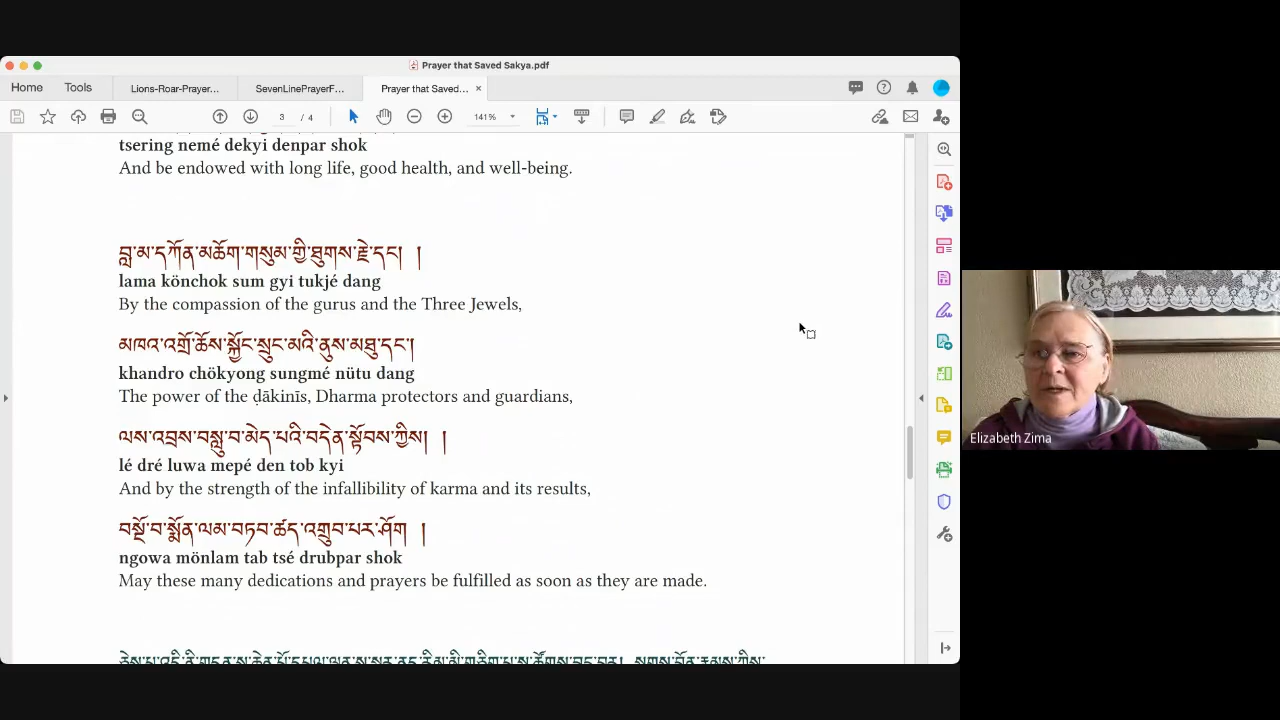 Prayer that Saved Sakya.pdf
Home
Tools
Lions-Roar-Prayer...
SevenLinePrayerF...
Prayer that Saved...
3 / 4
141%
tsering nemé dekyi denpar shok
And be endowed with long life, good health, and well-being.
བླ་མ་དཀོན་མཆོག་གསུམ་གྱི་ཐུགས་རྗེ་དང༌། །
lama könchok sum gyi tukjé dang
By the compassion of the gurus and the Three Jewels,
མཁའ་འགྲོ་ཆོས་སྐྱོང་སྲུང་མའི་ནུས་མཐུ་དང༌།
khandro chökyong sungmé nütu dang
The power of the ḍākinīs, Dharma protectors and guardians,
ལས་འབྲས་བསླུ་བ་མེད་པའི་བདེན་སྟོབས་ཀྱིས། །
lé dré luwa mepé den tob kyi
And by the strength of the infallibility of karma and its results,
བསྔོ་བ་སྨོན་ལམ་བཏབ་ཚད་འགྲུབ་པར་ཤོག །
ngowa mönlam tab tsé drubpar shok
May these many dedications and prayers be fulfilled as soon as they are made.
Elizabeth Zima